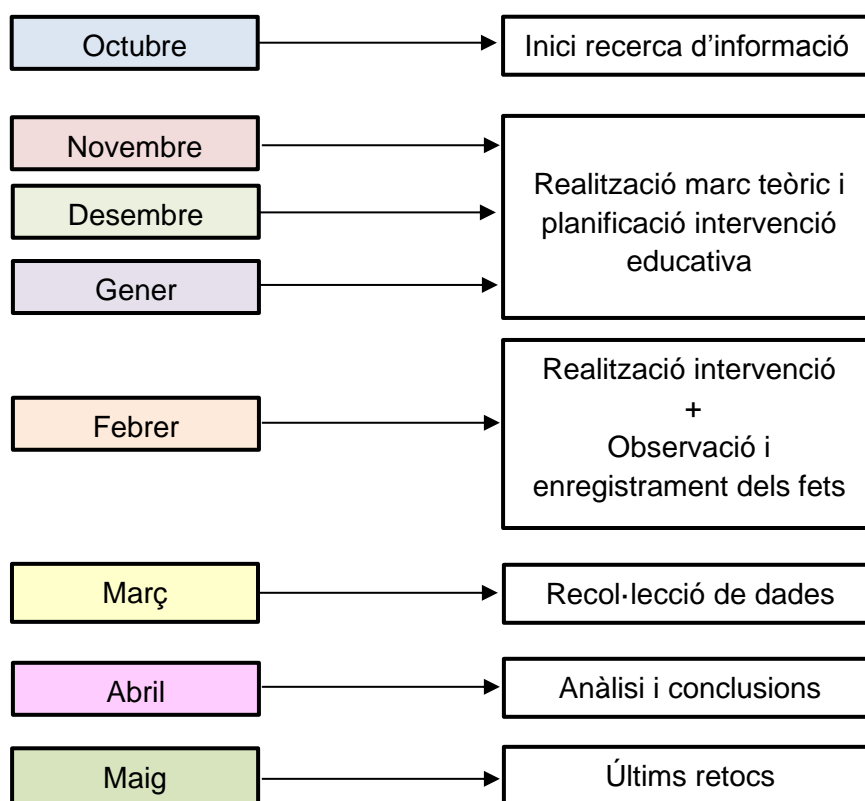 Octubre
Inici recerca d’informació
Novembre
Desembre
Gener
Realització marc teòric i
planificació intervenció
educativa
Febrer
Realització intervenció
+
Observació i
enregistrament dels fets
Març
Recol·lecció de dades
Abril
Anàlisi i conclusions
Maig
Últims retocs